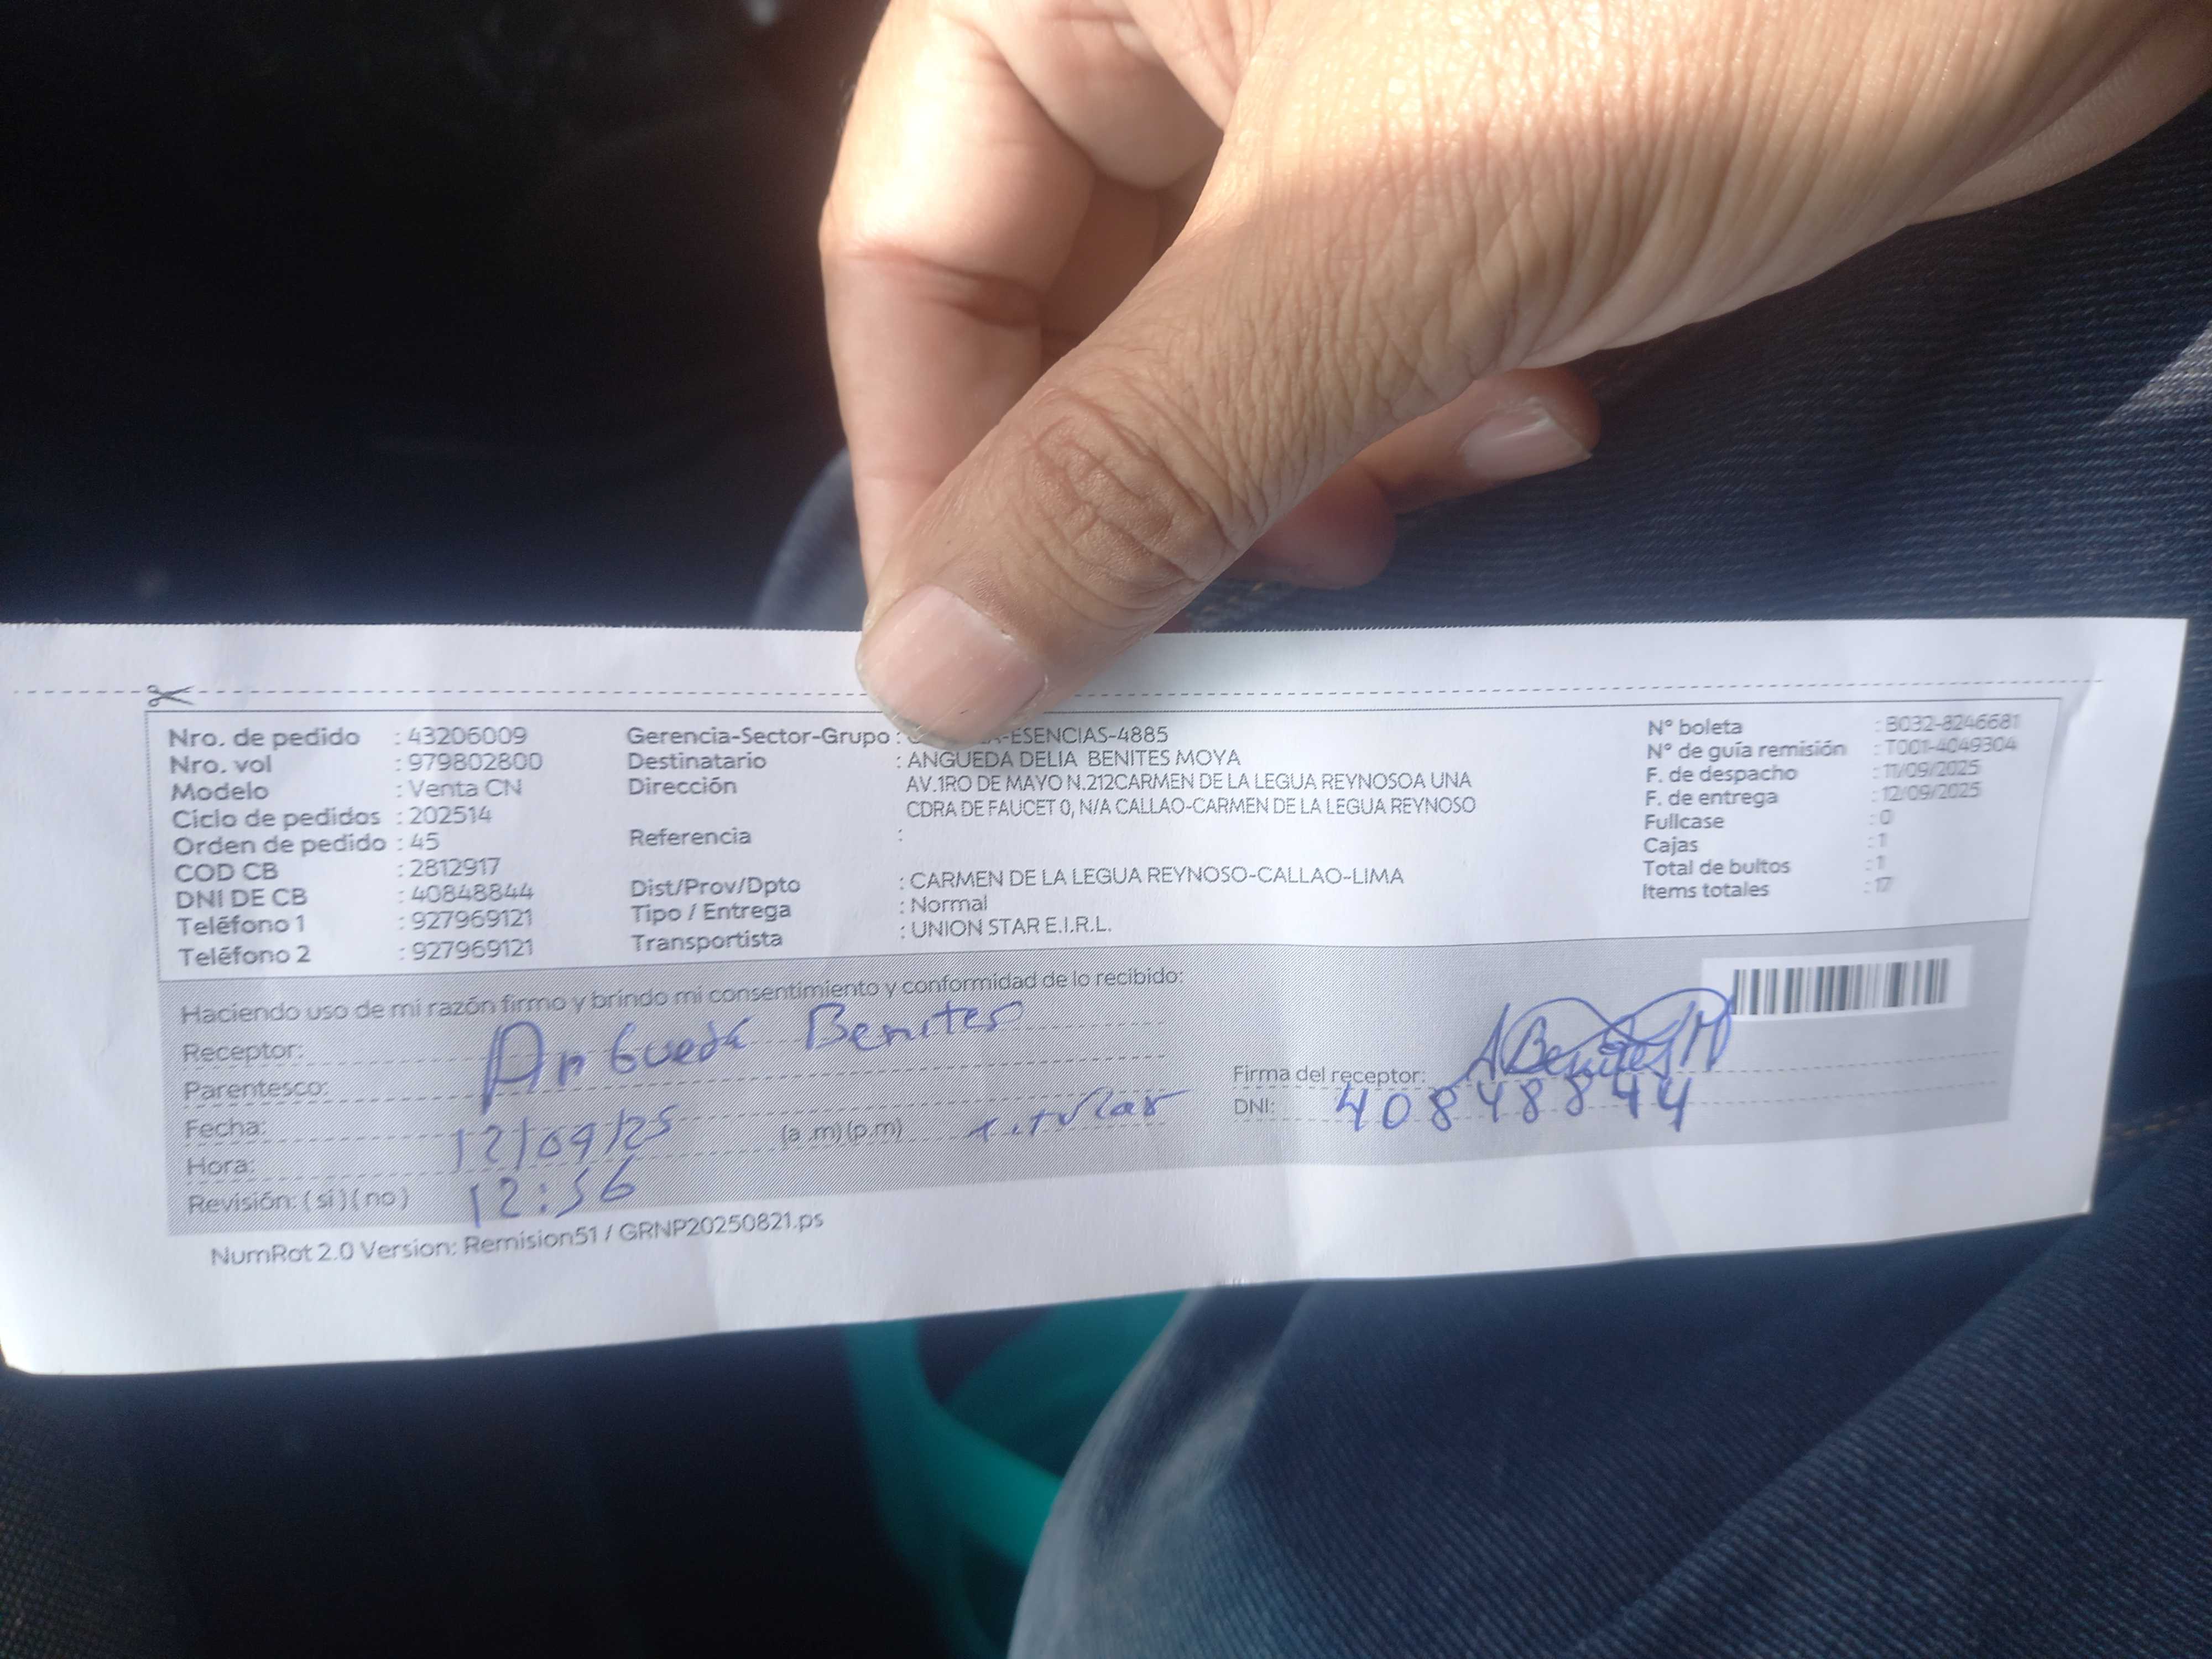 Nro. de pedido : 43206009
Nro. vol : 979802800
Modelo : Venta CN
Ciclo de pedidos : 202514
Orden de pedido : 45
COD CB : 2812917
DNI DE CB : 40848844
Teléfono 1 : 927969121
Teléfono 2 : 927969121
Gerencia-Sector-Grupo : -ESENCIAS-4885
Destinatario : ANGUEDA DELIA BENITES MOYA
Dirección AV.1RO DE MAYO N.212CARMEN DE LA LEGUA REYNOSOA UNA
CDRA DE FAUCET 0, N/A CALLAO-CARMEN DE LA LEGUA REYNOSO
Referencia :
Dist/Prov/Dpto : CARMEN DE LA LEGUA REYNOSO-CALLAO-LIMA
Tipo / Entrega : Normal
Transportista : UNION STAR E.I.R.L.
N° boleta : B032-8246681
N° de guía remisión : T001-4049304
F. de despacho : 11/09/2025
F. de entrega : 12/09/2025
Fullcase : 0
Cajas : 1
Total de bultos : 1
Items totales : 17
Haciendo uso de mi razón firmo y brindo mi consentimiento y conformidad de lo recibido:
Receptor: Angueda Benites
Parentesco:
Fecha: 12/09/25 (a .m) (p.m) titular
Hora: 12:56
Revisión: ( si ) ( no )
Firma del receptor: ABenitesM
DNI: 40848844
NumRot 2.0 Version: Remision51 / GRNP20250821.ps